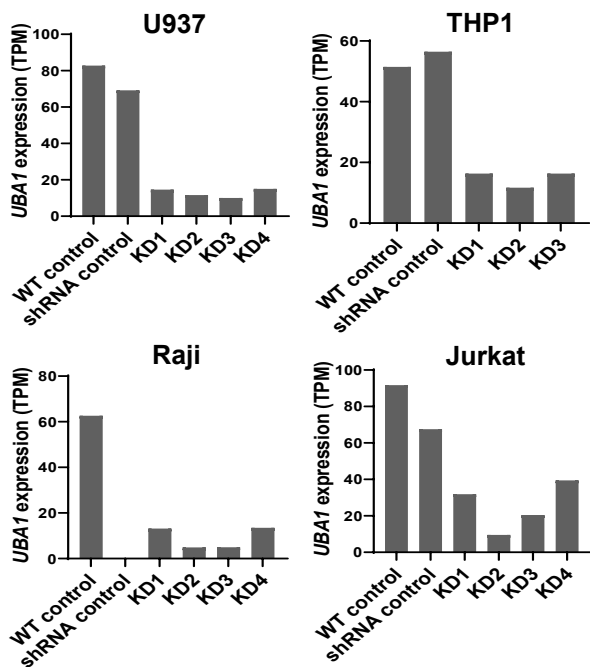 U937
UBA1 expression (TPM)
100
80
60
40
20
0
WT control
shRNA control
KD1
KD2
KD3
KD4
THP1
UBA1 expression (TPM)
60
40
20
0
WT control
shRNA control
KD1
KD2
KD3
Raji
UBA1 expression (TPM)
80
60
40
20
0
WT control
shRNA control
KD1
KD2
KD3
KD4
Jurkat
UBA1 expression (TPM)
100
80
60
40
20
0
WT control
shRNA control
KD1
KD2
KD3
KD4